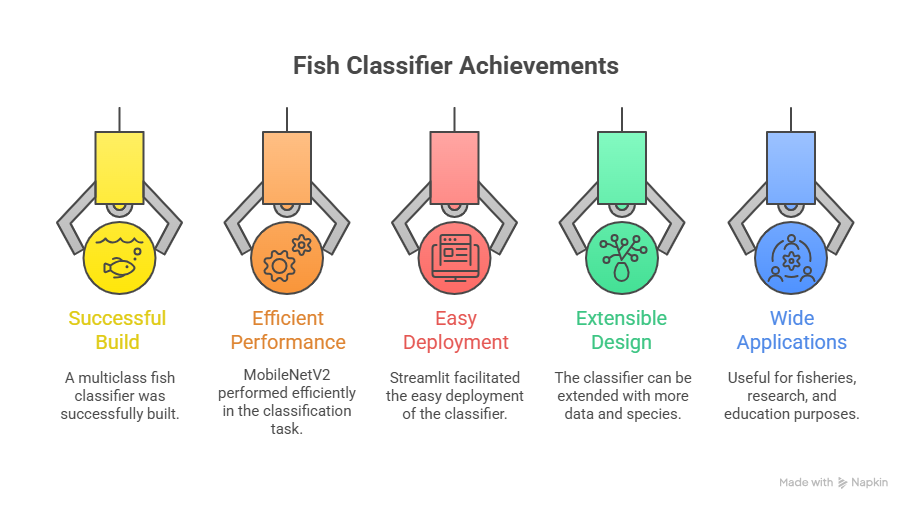 Fish Classifier Achievements
Successful
Build
A multiclass fish
classifier was
successfully built.
Efficient
Performance
MobileNetV2
performed efficiently
in the classification
task.
Easy
Deployment
Streamlit facilitated
the easy deployment
of the classifier.
Extensible
Design
The classifier can be
extended with more
data and species.
Wide
Applications
Useful for fisheries,
research, and
education purposes.
Made with Napkin